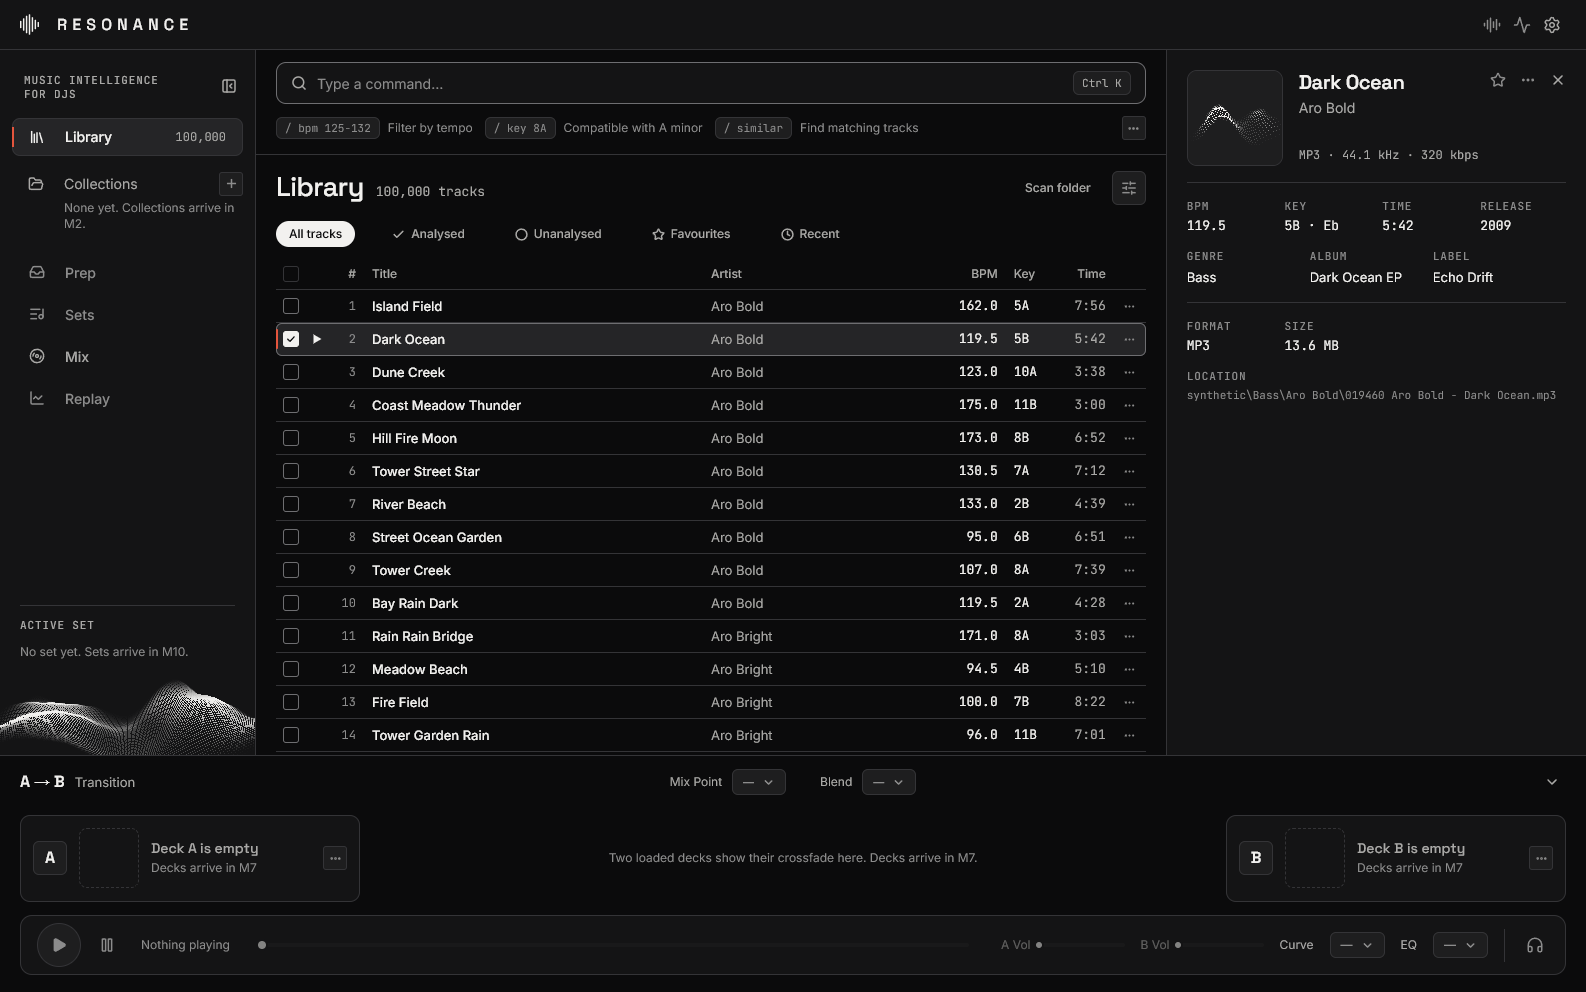 RESONANCE
MUSIC INTELLIGENCE
FOR DJS
Library 100,000
Collections
None yet. Collections arrive in
M2.
Prep
Sets
Mix
Replay
ACTIVE SET
No set yet. Sets arrive in M10.
Type a command... Ctrl K
/ bpm 125-132 Filter by tempo / key 8A Compatible with A minor / similar Find matching tracks
Library 100,000 tracks Scan folder
All tracks Analysed Unanalysed Favourites Recent
# Title Artist BPM Key Time
1 Island Field Aro Bold 162.0 5A 7:56
2 Dark Ocean Aro Bold 119.5 5B 5:42
3 Dune Creek Aro Bold 123.0 10A 3:38
4 Coast Meadow Thunder Aro Bold 175.0 11B 3:00
5 Hill Fire Moon Aro Bold 173.0 8B 6:52
6 Tower Street Star Aro Bold 130.5 7A 7:12
7 River Beach Aro Bold 133.0 2B 4:39
8 Street Ocean Garden Aro Bold 95.0 6B 6:51
9 Tower Creek Aro Bold 107.0 8A 7:39
10 Bay Rain Dark Aro Bold 119.5 2A 4:28
11 Rain Rain Bridge Aro Bright 171.0 8A 3:03
12 Meadow Beach Aro Bright 94.5 4B 5:10
13 Fire Field Aro Bright 100.0 7B 8:22
14 Tower Garden Rain Aro Bright 96.0 11B 7:01
Dark Ocean
Aro Bold
MP3 · 44.1 kHz · 320 kbps
BPM KEY TIME RELEASE
119.5 5B · Eb 5:42 2009
GENRE ALBUM LABEL
Bass Dark Ocean EP Echo Drift
FORMAT SIZE
MP3 13.6 MB
LOCATION
synthetic\Bass\Aro Bold\019460 Aro Bold - Dark Ocean.mp3
A→B Transition Mix Point — Blend —
A Deck A is empty
Decks arrive in M7
Two loaded decks show their crossfade here. Decks arrive in M7.
B Deck B is empty
Decks arrive in M7
Nothing playing A Vol B Vol Curve — EQ —